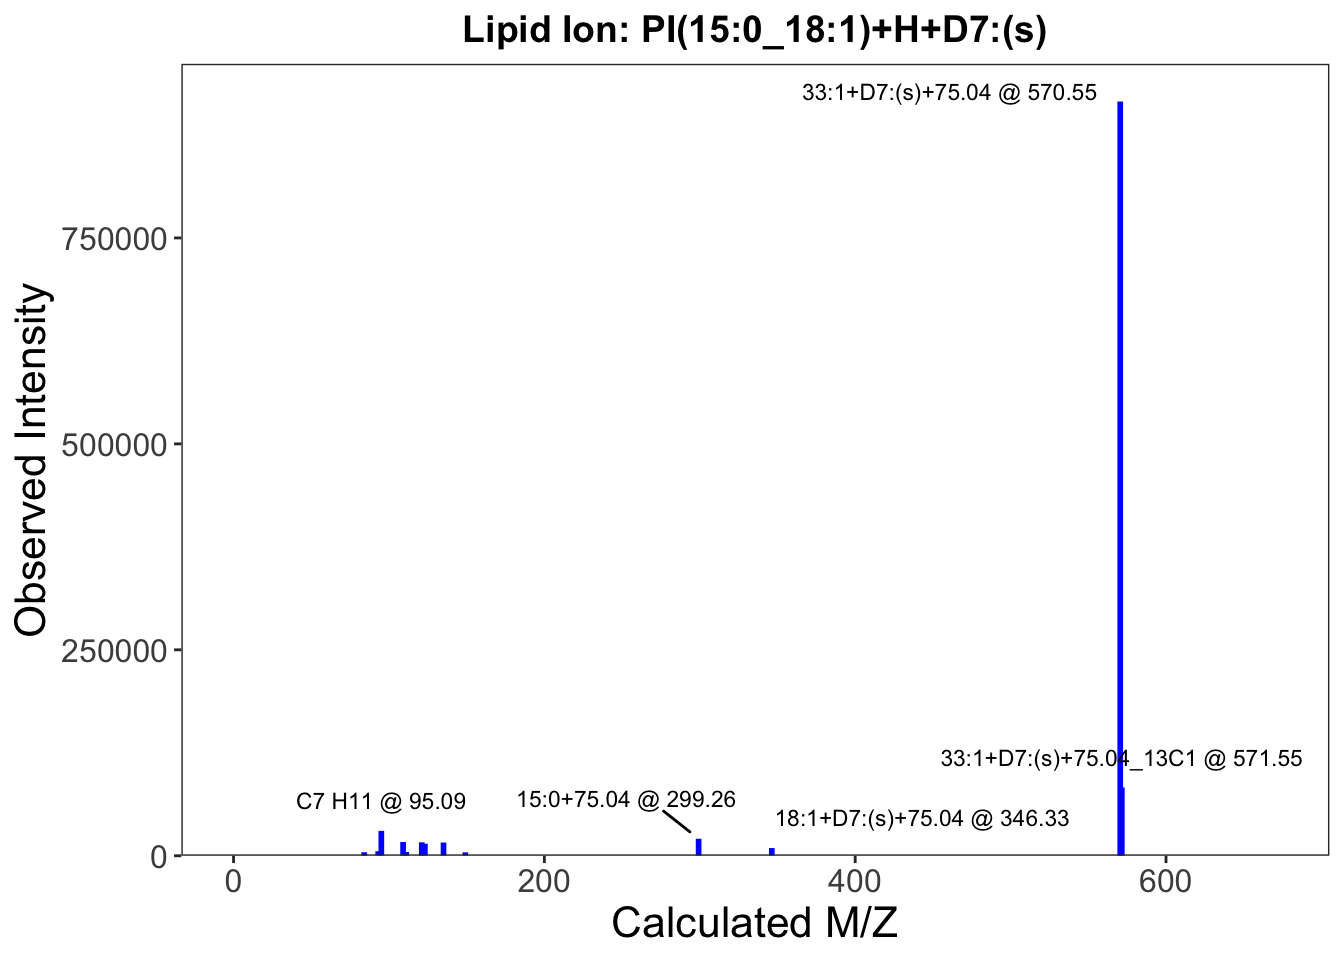 Lipid Ion: PI(15:0_18:1)+H+D7:(s)
33:1+D7:(s)+75.04 @ 570.55
750000
500000
250000
0
Observed Intensity
33:1+D7:(s)+75.04_13C1 @ 571.55
C7 H11 @ 95.09
15:0+75.04 @ 299.26
18:1+D7:(s)+75.04 @ 346.33
0 200 400 600
Calculated M/Z